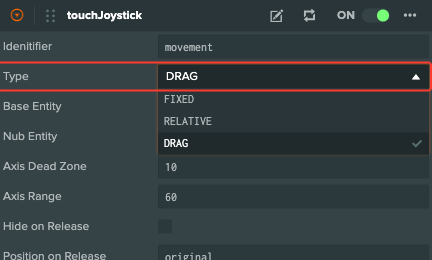 touchJoystick ON
Idenitifier movement
Type DRAG
FIXED
Base Entity
RELATIVE
Nub Entity
DRAG
Axis Dead Zone 10
Axis Range 60
Hide on Release
Position on Release original